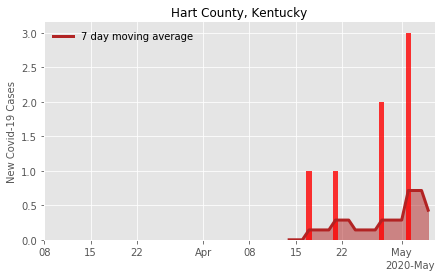 Hart County, Kentucky
7 day moving average
New Covid-19 Cases
3.0
2.5
2.0
1.5
1.0
0.5
0.0
08 15 22 Apr 08 15 22 May
2020-May